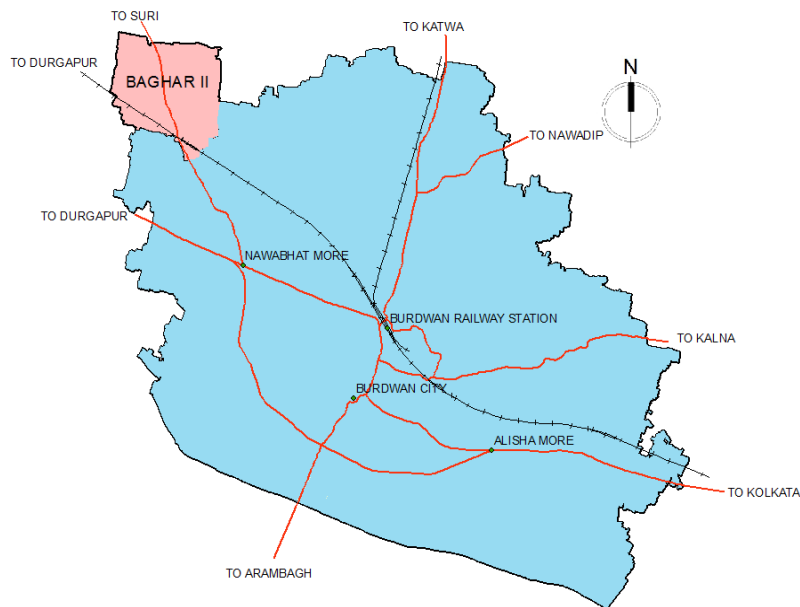 TO SURI
TO KATWA
TO DURGAPUR
N
BAGHAR II
TO NAWADIP
TO DURGAPUR
NAWABHAT MORE
BURDWAN RAILWAY STATION
TO KALNA
BURDWAN CITY
ALISHA MORE
TO KOLKATA
TO ARAMBAGH